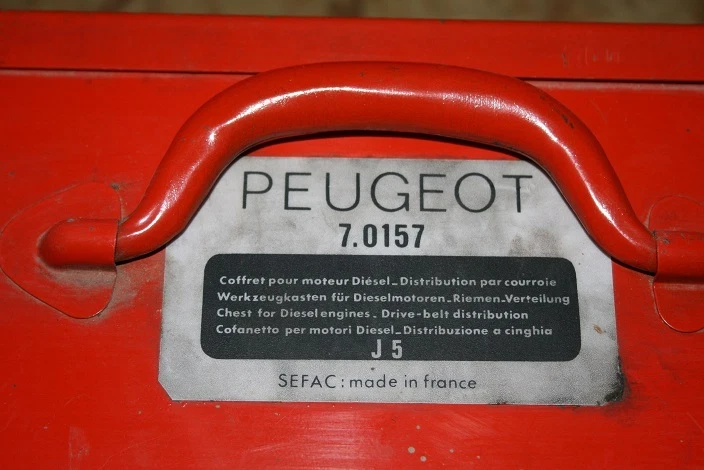 PEUGEOT
7.0157
Coffret pour moteur Diésel_Distribution par courroie
Werkzeugkasten für Dieselmotoren_Riemen_Verteilung
Chest for Diesel engines_ Drive-belt distribution
Cofanetto per motori Diesel_Distribuzione a cinghia
J 5
SEFAC: made in france